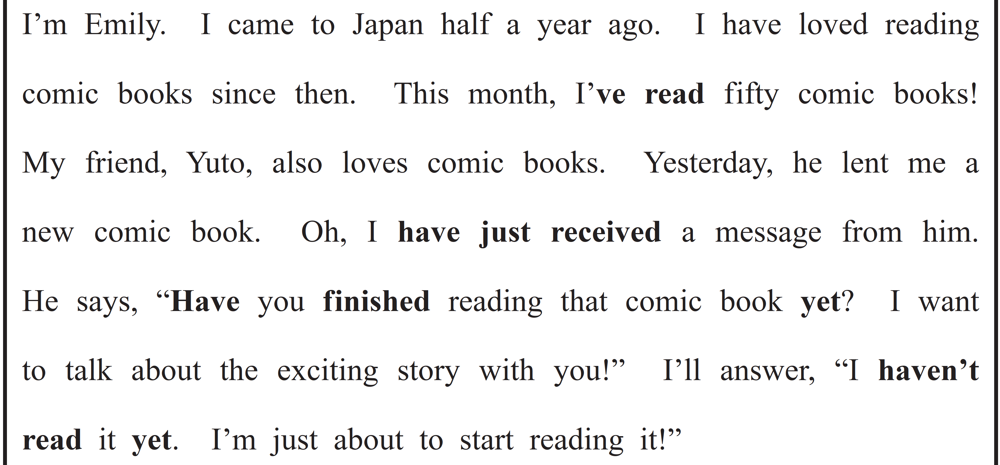 I’m Emily. I came to Japan half a year ago. I have loved reading
comic books since then. This month, I’ve read fifty comic books!
My friend, Yuto, also loves comic books. Yesterday, he lent me a
new comic book. Oh, I have just received a message from him.
He says, “Have you finished reading that comic book yet? I want
to talk about the exciting story with you!” I’ll answer, “I haven’t
read it yet. I’m just about to start reading it!”